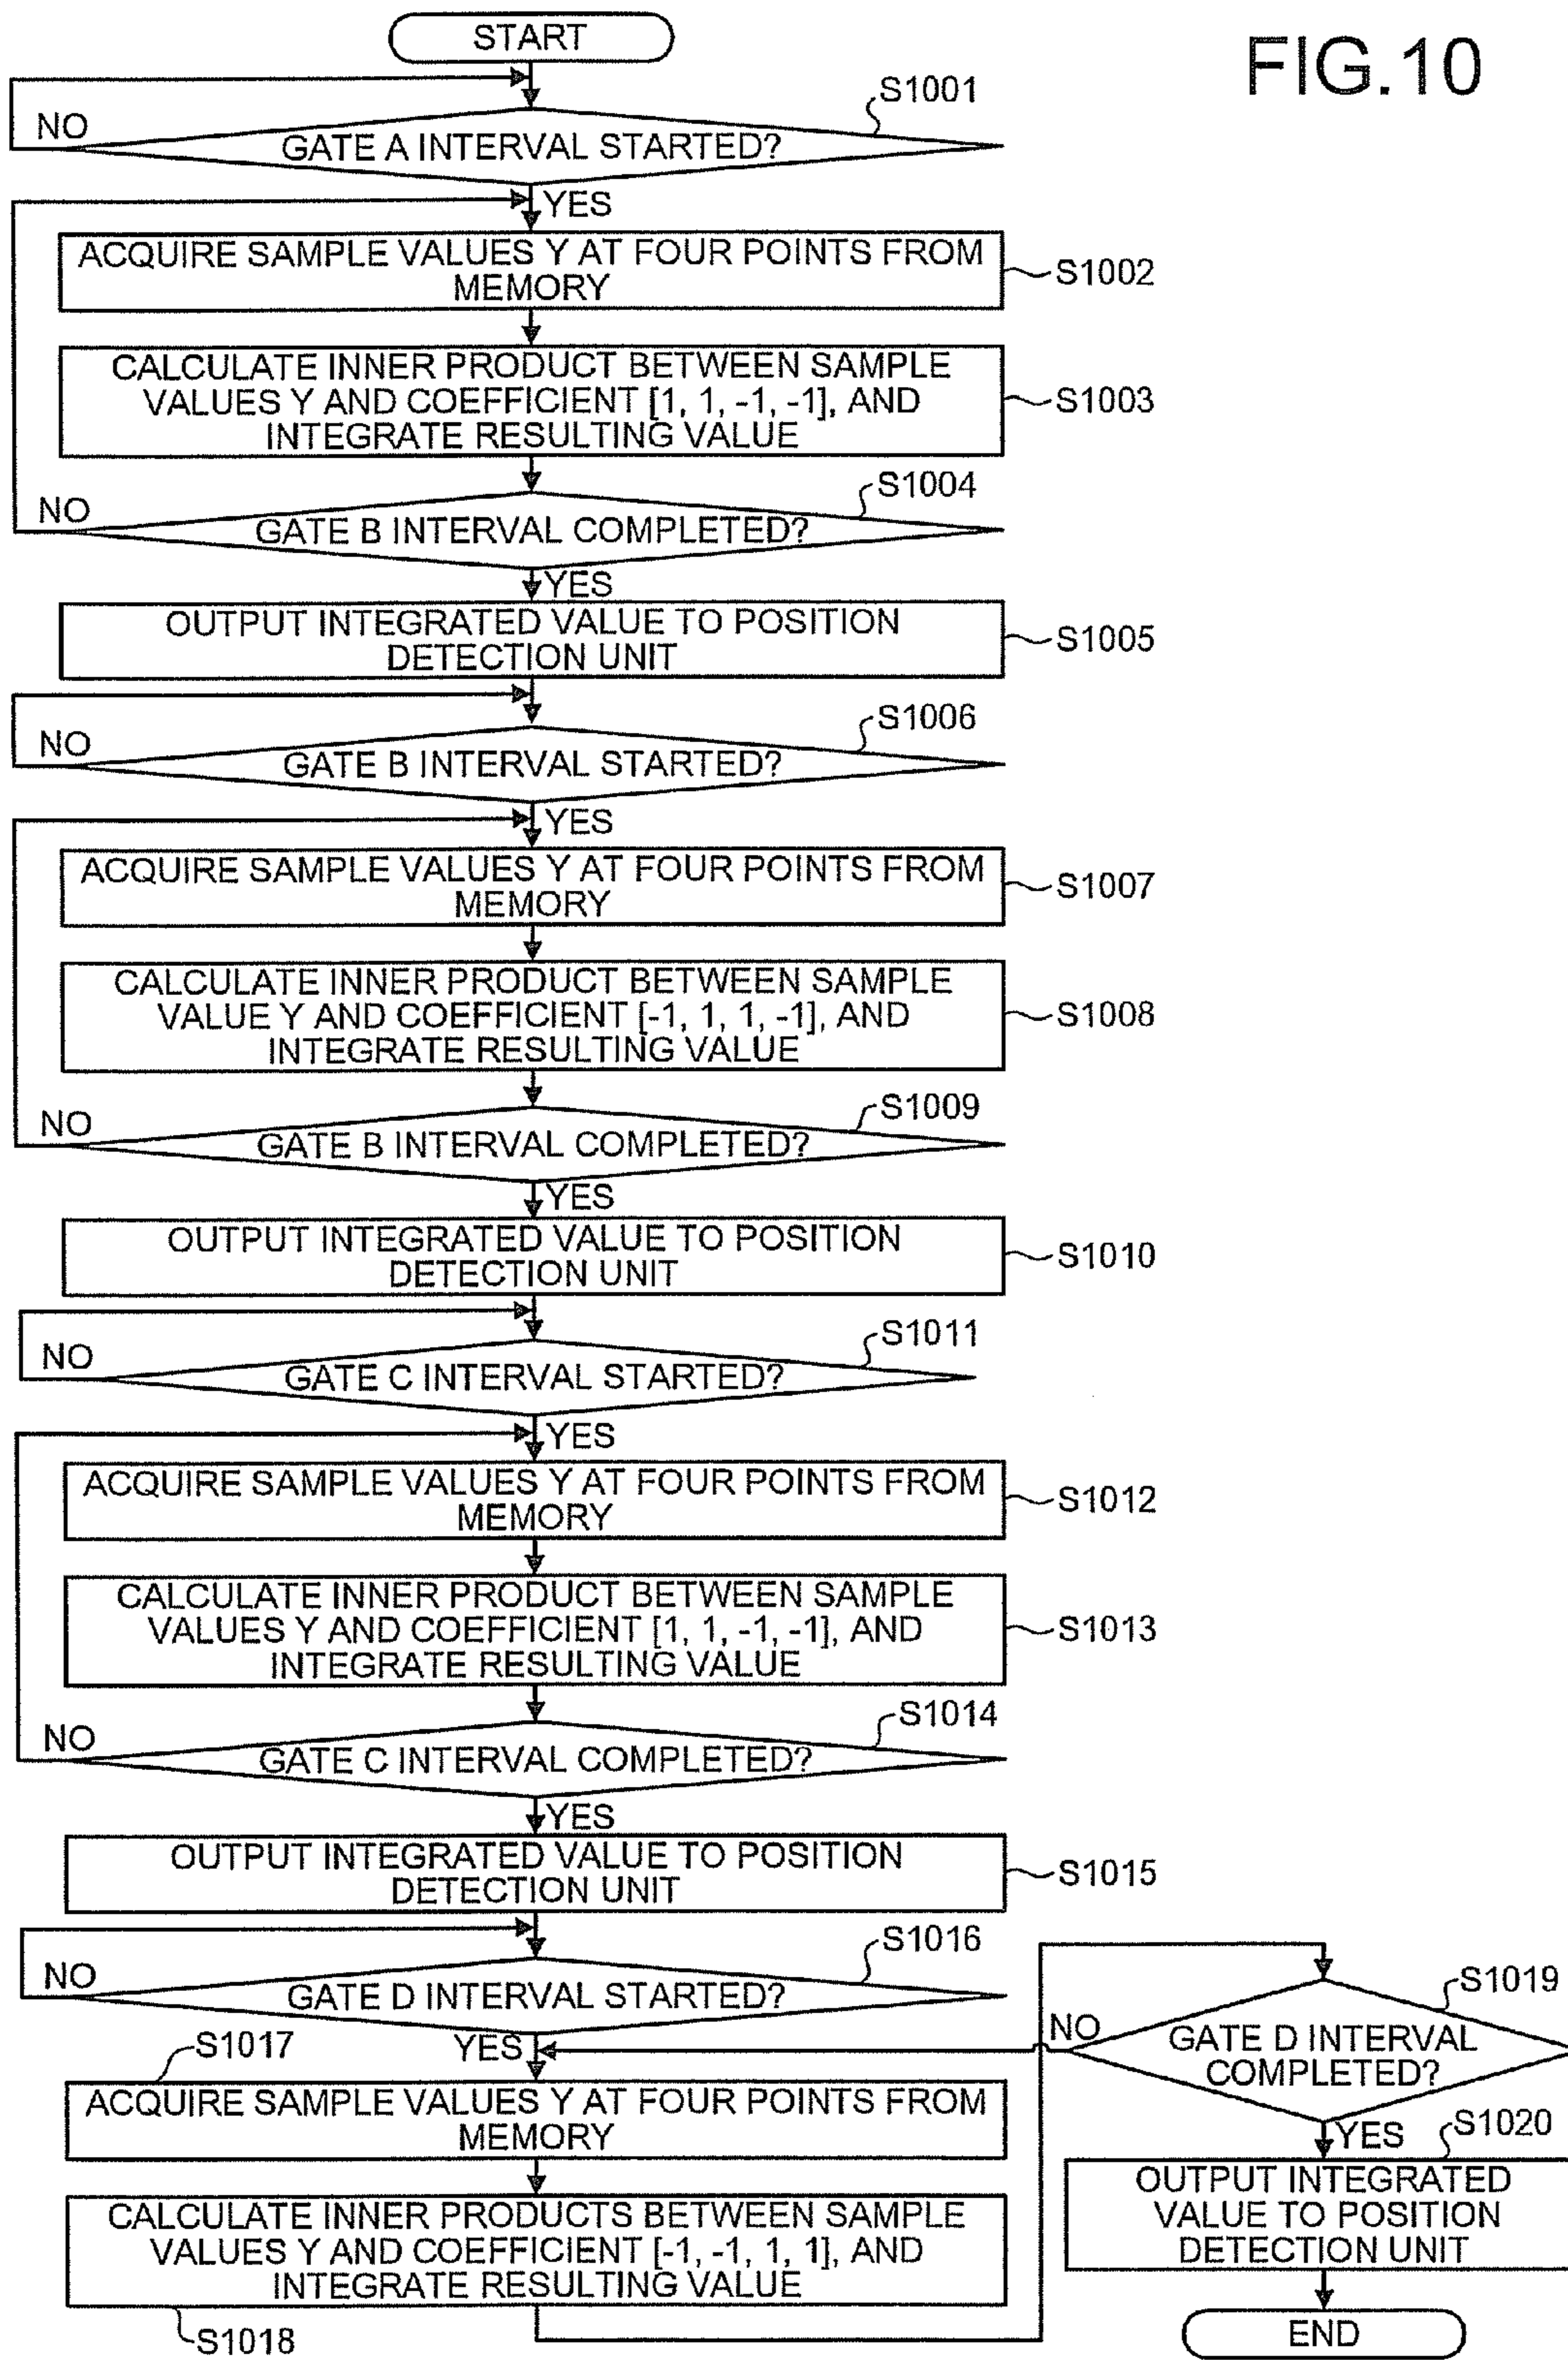 FIG.10
START
S1001
NO
GATE A INTERVAL STARTED?
YES
ACQUIRE SAMPLE VALUES Y AT FOUR POINTS FROM
MEMORY
S1002
CALCULATE INNER PRODUCT BETWEEN SAMPLE
VALUES Y AND COEFFICIENT [1, 1, -1, -1], AND
INTEGRATE RESULTING VALUE
S1003
S1004
NO
GATE B INTERVAL COMPLETED?
YES
OUTPUT INTEGRATED VALUE TO POSITION
DETECTION UNIT
S1005
S1006
NO
GATE B INTERVAL STARTED?
YES
ACQUIRE SAMPLE VALUES Y AT FOUR POINTS FROM
MEMORY
S1007
CALCULATE INNER PRODUCT BETWEEN SAMPLE
VALUE Y AND COEFFICIENT [-1, 1, 1, -1], AND
INTEGRATE RESULTING VALUE
S1008
S1009
NO
GATE B INTERVAL COMPLETED?
YES
OUTPUT INTEGRATED VALUE TO POSITION
DETECTION UNIT
S1010
S1011
NO
GATE C INTERVAL STARTED?
YES
ACQUIRE SAMPLE VALUES Y AT FOUR POINTS FROM
MEMORY
S1012
CALCULATE INNER PRODUCT BETWEEN SAMPLE
VALUES Y AND COEFFICIENT [1, 1, -1, -1], AND
INTEGRATE RESULTING VALUE
S1013
S1014
NO
GATE C INTERVAL COMPLETED?
YES
OUTPUT INTEGRATED VALUE TO POSITION
DETECTION UNIT
S1015
S1016
NO
GATE D INTERVAL STARTED?
YES
S1017
ACQUIRE SAMPLE VALUES Y AT FOUR POINTS FROM
MEMORY
CALCULATE INNER PRODUCTS BETWEEN SAMPLE
VALUES Y AND COEFFICIENT [-1, -1, 1, 1], AND
INTEGRATE RESULTING VALUE
S1018
S1019
NO
GATE D INTERVAL
COMPLETED?
YES
S1020
OUTPUT INTEGRATED
VALUE TO POSITION
DETECTION UNIT
END